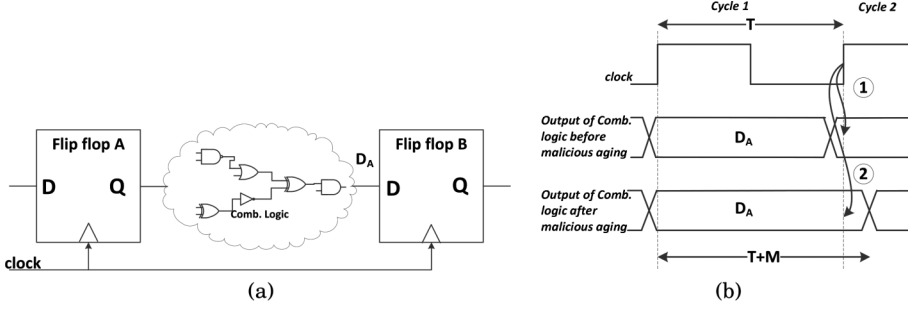 Flip flop A
D
Q
Comb. Logic
D_A
Flip flop B
D
Q
clock
(a)
Cycle 1
Cycle 2
T
clock
1
Output of Comb.
logic before
malicious aging
D_A
2
Output of Comb.
logic after
malicious aging
D_A
T+M
(b)